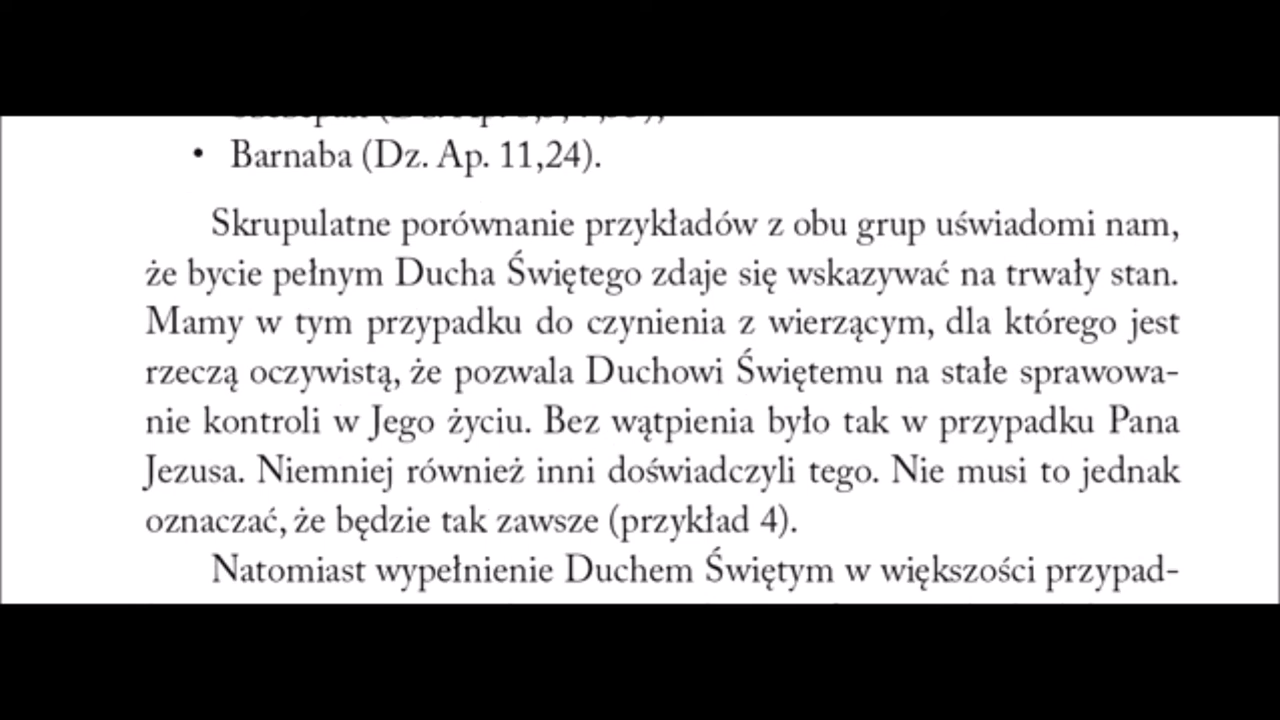 • Barnaba (Dz. Ap. 11,24).
Skrupulatne porównanie przykładów z obu grup uświadomi nam,
że bycie pełnym Ducha Świętego zdaje się wskazywać na trwały stan.
Mamy w tym przypadku do czynienia z wierzącym, dla którego jest
rzeczą oczywistą, że pozwala Duchowi Świętemu na stałe sprawowa-
nie kontroli w Jego życiu. Bez wątpienia było tak w przypadku Pana
Jezusa. Niemniej również inni doświadczyli tego. Nie musi to jednak
oznaczać, że będzie tak zawsze (przykład 4).
Natomiast wypełnienie Duchem Świętym w większości przypad-